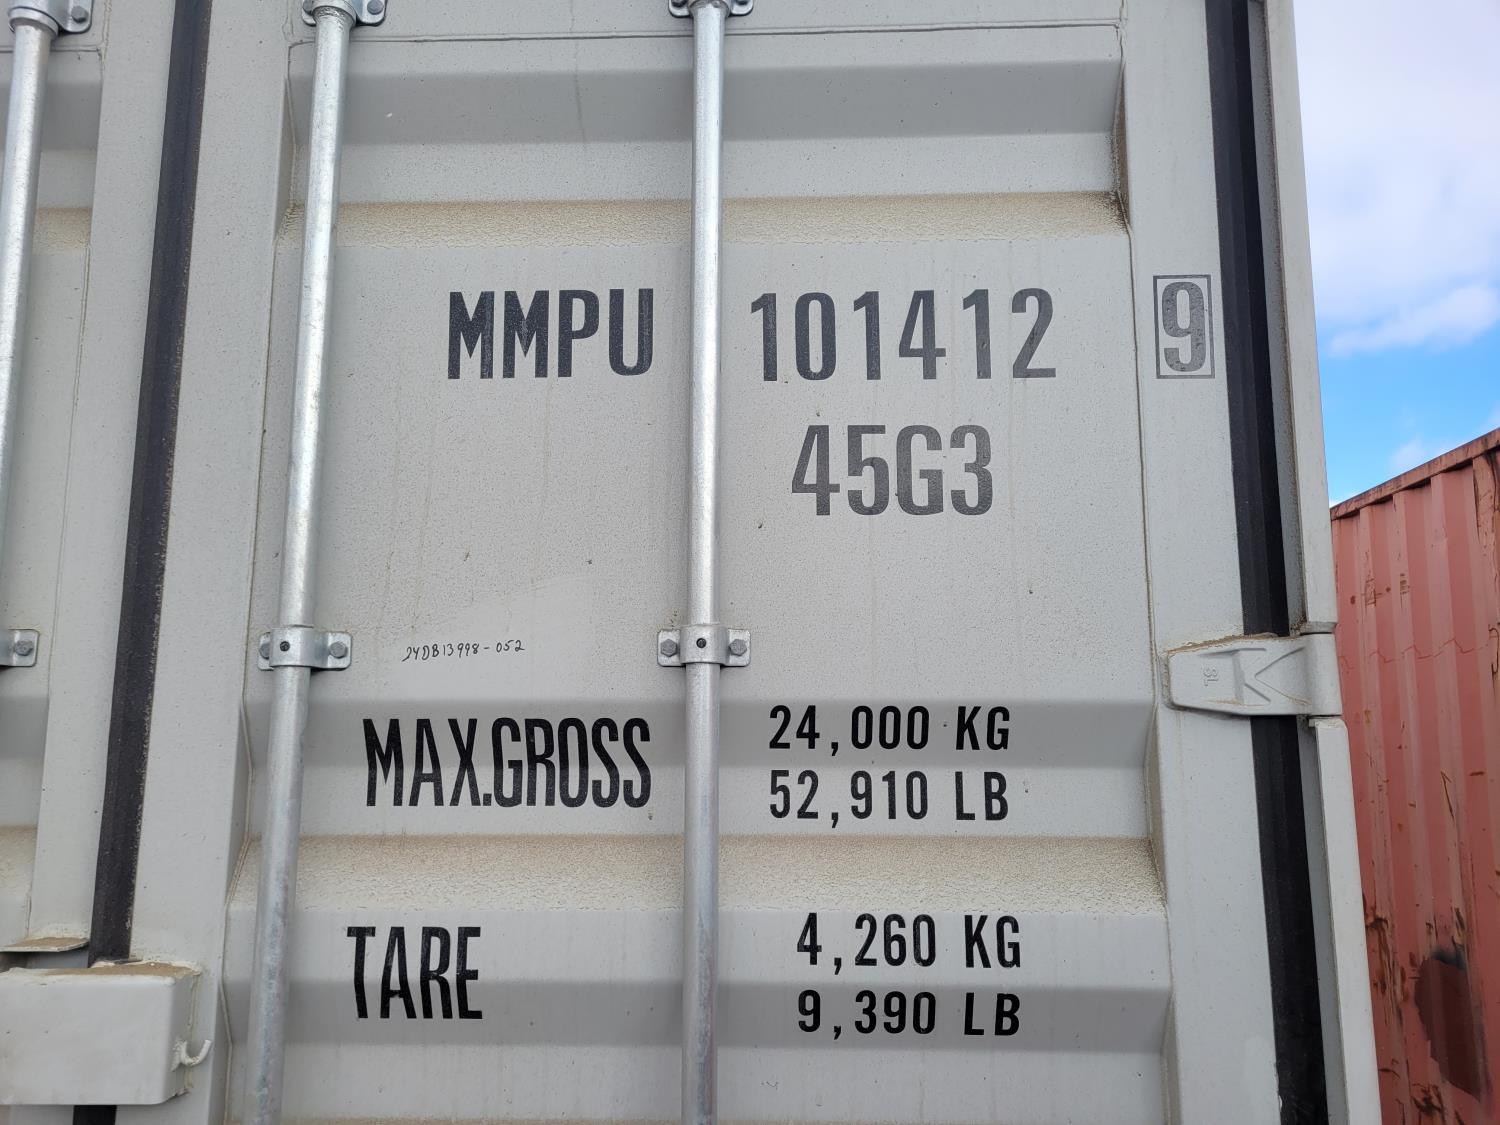 MMPU 101412 9
45G3
24DB13998-052
MAX.GROSS 24,000 KG
52,910 LB
TARE 4,260 KG
9,390 LB
SL